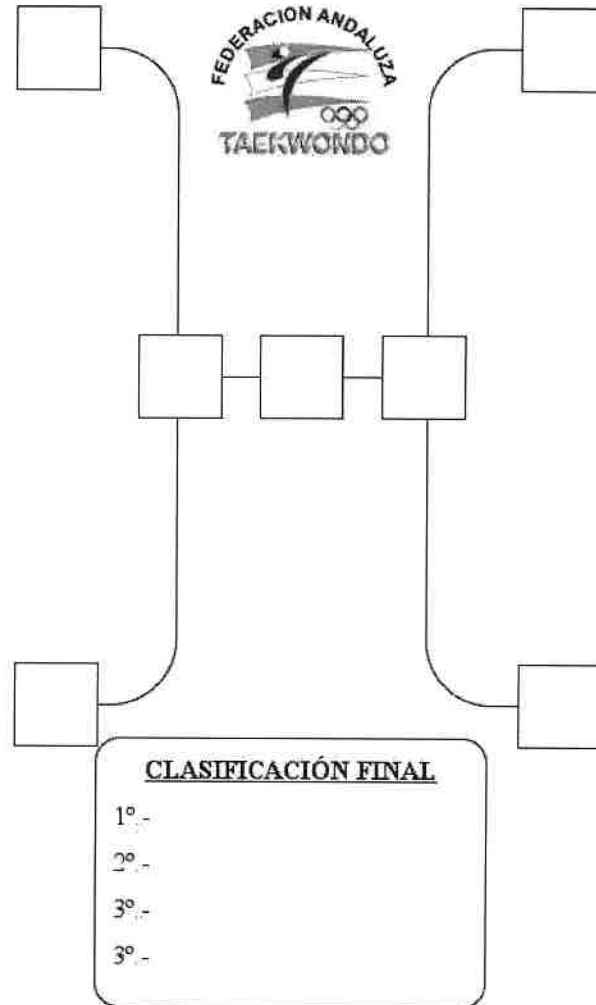 FEDERACION ANDALUZA
TAEKWONDO
CLASIFICACIÓN FINAL
1º.-
2º.-
3º.-
3º.-